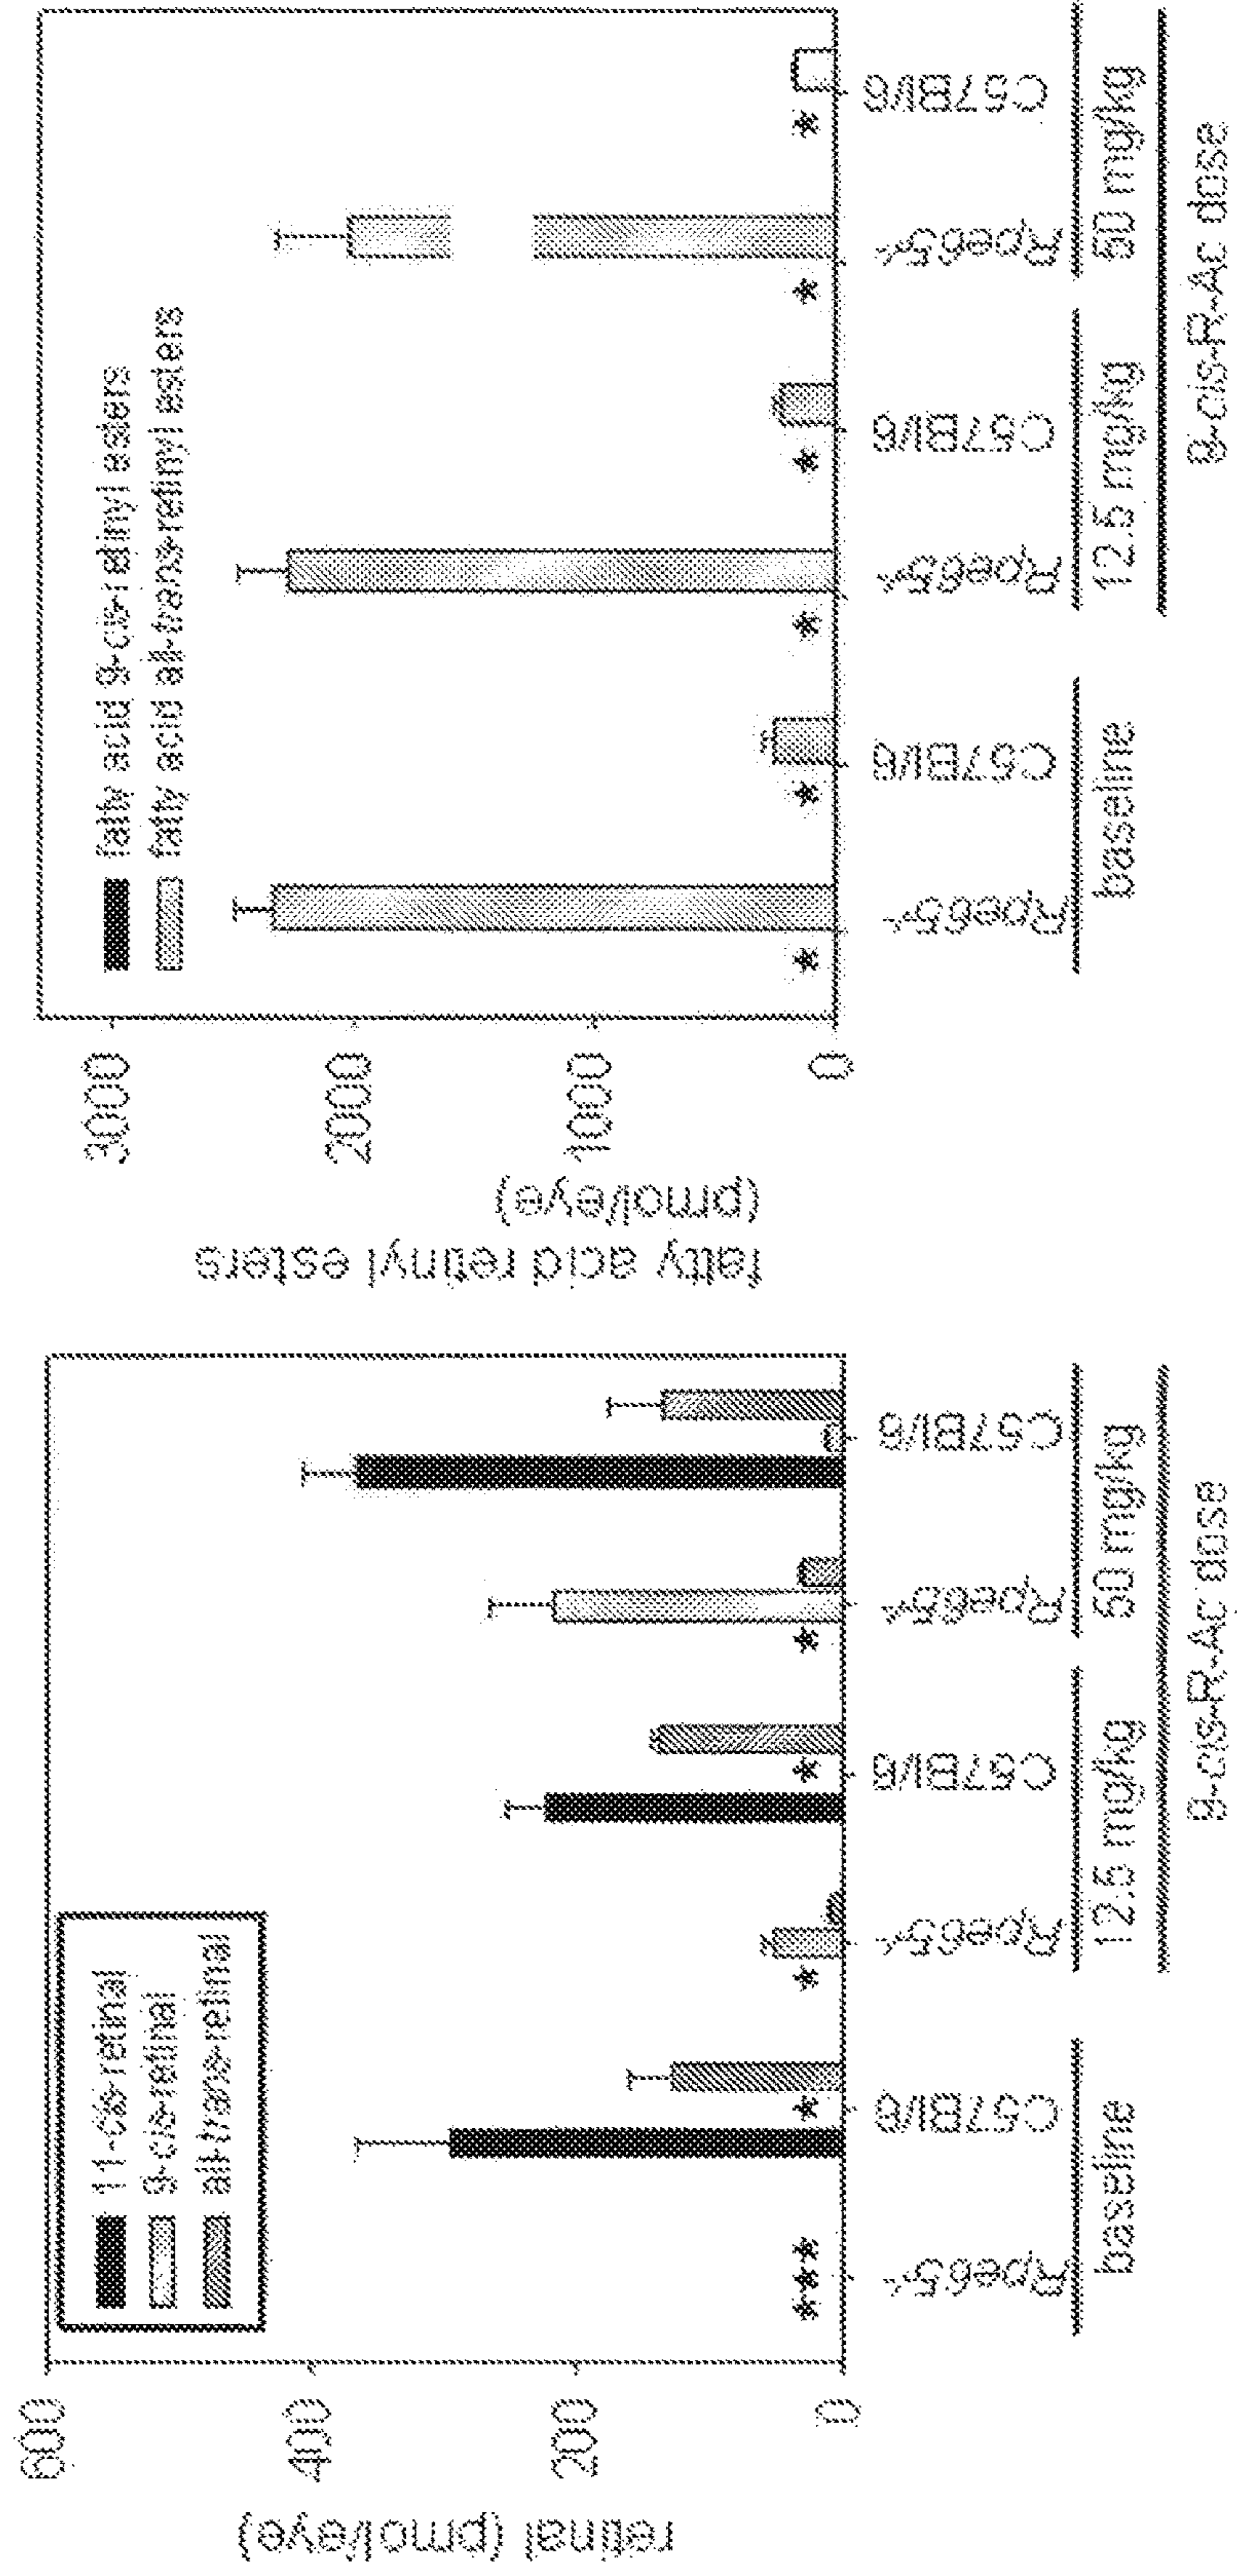 600
400
200
0
retinal (pmol/eye)
11-cis-retinal
9-cis-retinal
all-trans-retinal
***
*
*
*
*
Rpe65-/-
C57Bl/6
Rpe65-/-
C57Bl/6
Rpe65-/-
C57Bl/6
baseline
12.5 mg/kg
50 mg/kg
9-cis-R-Ac dose
3000
2000
1000
0
fatty acid retinyl esters
(pmol/eye)
fatty acid 9-cis-retinyl esters
fatty acid all-trans-retinyl esters
*
*
*
*
*
*
Rpe65-/-
C57Bl/6
Rpe65-/-
C57Bl/6
Rpe65-/-
C57Bl/6
baseline
12.5 mg/kg
50 mg/kg
9-cis-R-Ac dose